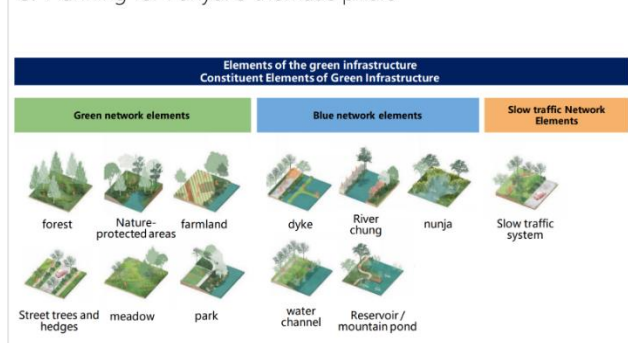 Elements of the green infrastructure
Constituent Elements of Green Infrastructure
Green network elements
Blue network elements
Slow traffic Network
Elements
forest
Nature-
protected areas
farmland
dyke
River
chung
nunja
Slow traffic
system
Street trees and
hedges
meadow
park
water
channel
Reservoir /
mountain pond